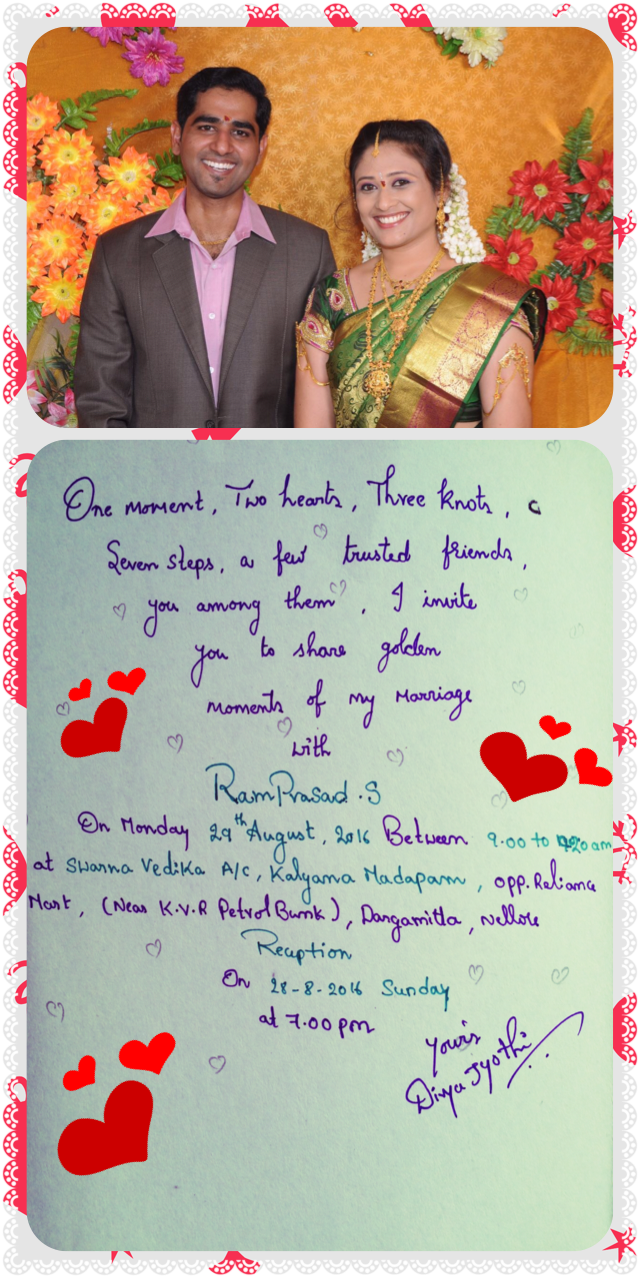 One moment, Two hearts, Three knots,
Seven steps, a few trusted friends,
you among them, I invite
you to share golden
moments of my marriage
with
RamPrasad.S
On Monday 29th August, 2016 Between 9.00 to am
at Swarna Vedika A/C, Kalyana Madapam, opp. Reliance
Mart, (Near K.V.R Petrol Bunk), Dargamitta, Nellore
Reception
On 28-8-2016 Sunday
at 7.00 pm
yours
Divya Jyothi